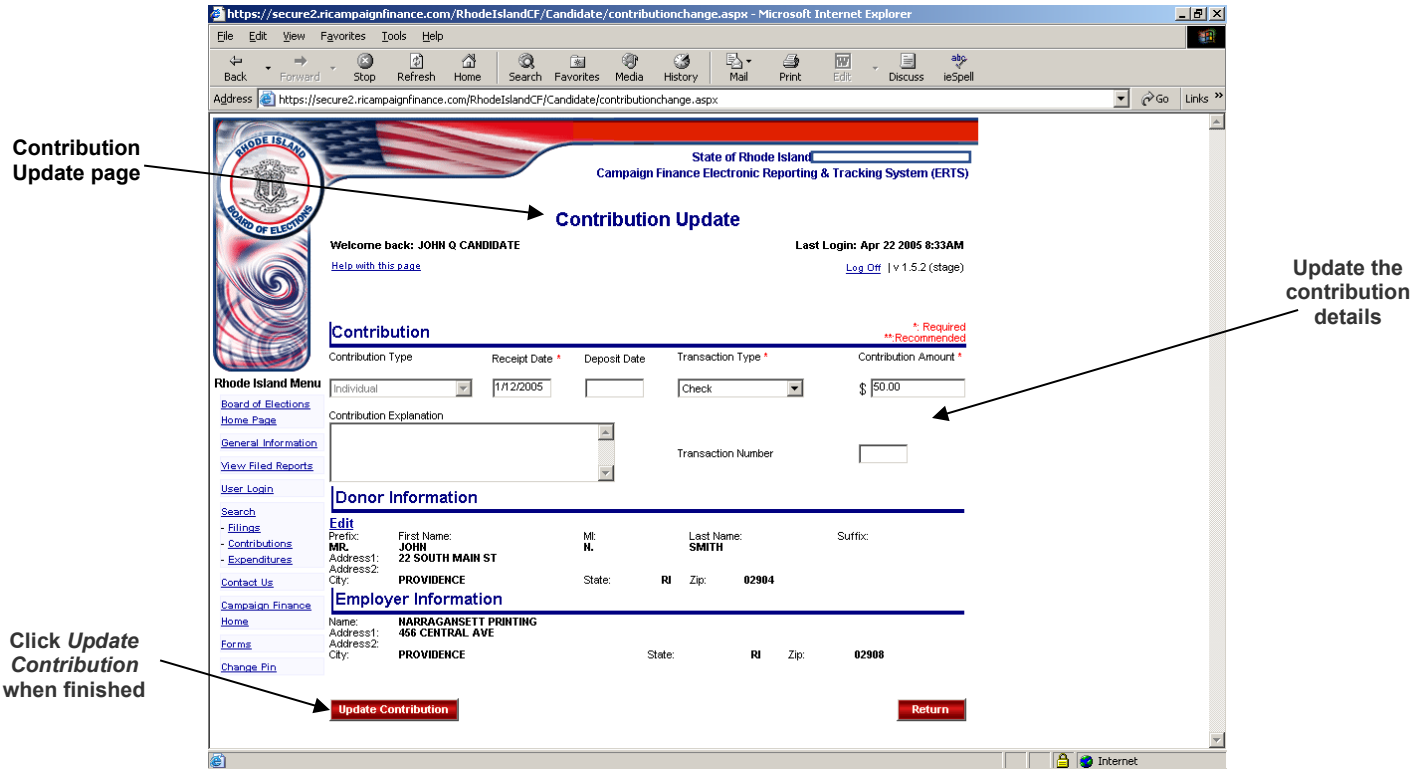 https://secure2.ricampaignfinance.com/RhodeIslandCF/Candidate/contributionchange.aspx - Microsoft Internet Explorer
File Edit View Favorites Tools Help
Back Forward Stop Refresh Home Search Favorites Media History Mail Print Edit Discuss ieSpell
Address https://secure2.ricampaignfinance.com/RhodeIslandCF/Candidate/contributionchange.aspx Go Links »
RHODE ISLAND
BOARD OF ELECTIONS
State of Rhode Island
Campaign Finance Electronic Reporting & Tracking System (ERTS)
Contribution
Update page
Contribution Update
Welcome back: JOHN Q CANDIDATE Last Login: Apr 22 2005 8:33AM
Help with this page Log Off | v 1.5.2 (stage)
Update the
contribution
details
Contribution
*: Required
**:Recommended
Contribution Type Receipt Date * Deposit Date Transaction Type * Contribution Amount *
Individual 1/12/2005 Check $ 50.00
Contribution Explanation
Transaction Number
Rhode Island Menu
Board of Elections
Home Page
General Information
View Filed Reports
User Login
Search
- Filings
- Contributions
- Expenditures
Contact Us
Campaign Finance
Home
Forms
Change Pin
Donor Information
Edit
Prefix: First Name: MI: Last Name: Suffix:
MR. JOHN N. SMITH
Address1: 22 SOUTH MAIN ST
Address2:
City: PROVIDENCE State: RI Zip: 02904
Employer Information
Name: NARRAGANSETT PRINTING
Address1: 456 CENTRAL AVE
Address2:
City: PROVIDENCE State: RI Zip: 02908
Click Update
Contribution
when finished
Update Contribution Return
Internet